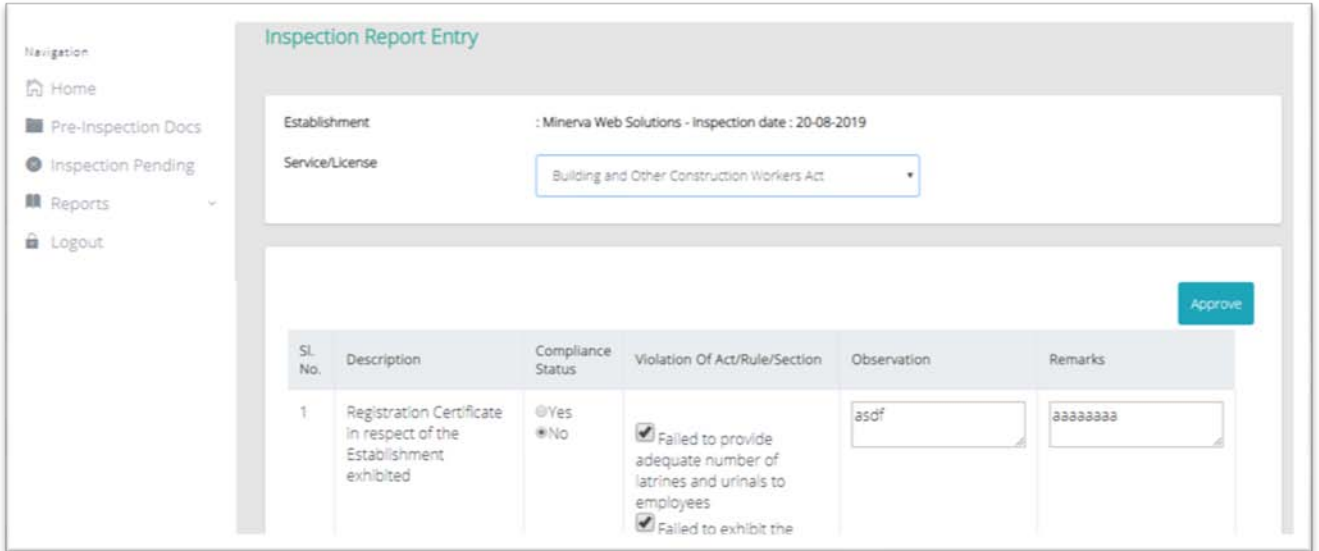 Navigation
Home
Pre-Inspection Docs
Inspection Pending
Reports
Logout
Inspection Report Entry
Establishment : Minerva Web Solutions - Inspection date : 20-08-2019
Service/License Building and Other Construction Workers Act
Approve
Sl. No. Description Compliance Status Violation Of Act/Rule/Section Observation Remarks
1 Registration Certificate
in respect of the
Establishment
exhibited
Yes
No
Failed to provide
adequate number of
latrines and urinals to
employees
Failed to exhibit the
asdf
aaaaaaaa